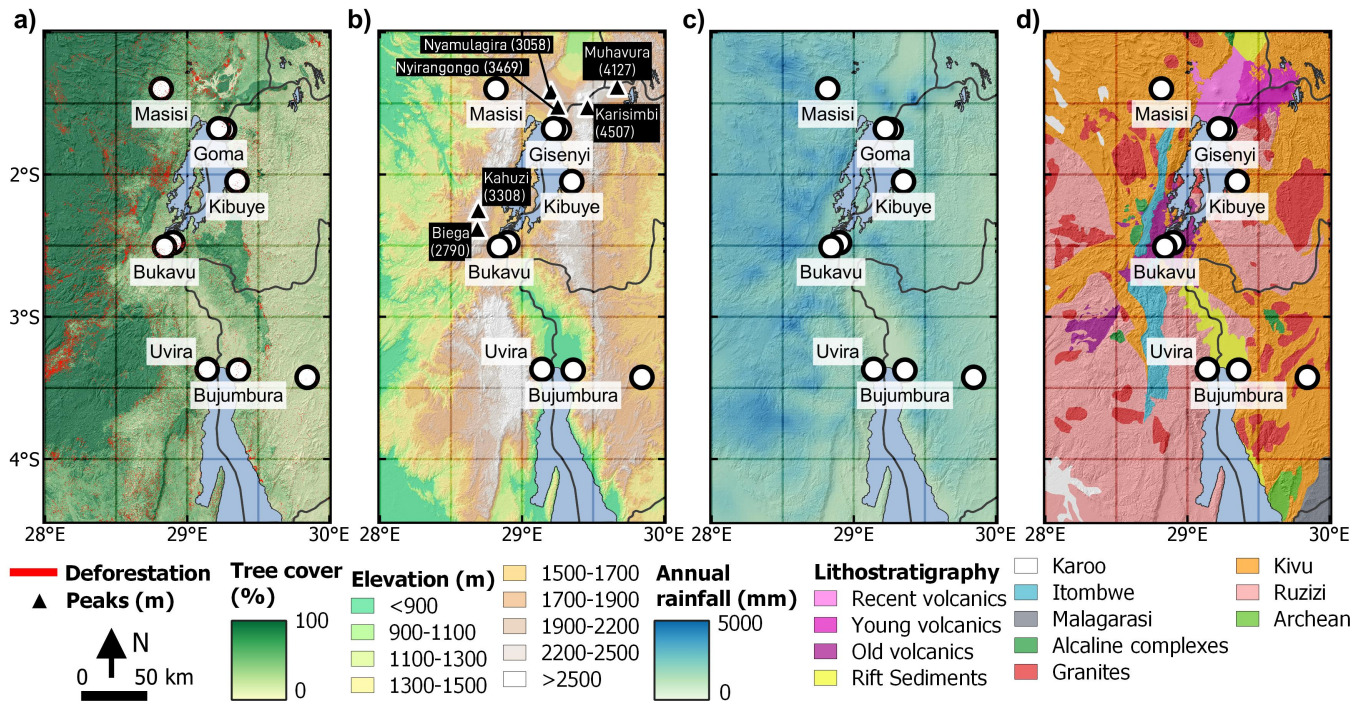 a)
b)
c)
d)
Masisi
Goma
Kibuye
Bukavu
Uvira
Bujumbura
2°S
3°S
4°S
28°E
29°E
Nyamulagira (3058)
Nyirangongo (3469)
Muhavura
(4127)
Masisi
Karisimbi
(4507)
Gisenyi
Kahuzi
(3308)
Kibuye
Biega
(2790)
Bukavu
Uvira
Bujumbura
28°E
29°E
Masisi
Goma
Kibuye
Bukavu
Uvira
Bujumbura
28°E
29°E
Masisi
Gisenyi
Kibuye
Bukavu
Uvira
Bujumbura
28°E
29°E
30°E
Deforestation
Peaks (m)
N
0 50 km
Tree cover
(%)
100
0
Elevation (m)
<900
900-1100
1100-1300
1300-1500
1500-1700
1700-1900
1900-2200
2200-2500
>2500
Annual
rainfall (mm)
5000
0
Lithostratigraphy
Recent volcanics
Young volcanics
Old volcanics
Rift Sediments
Karoo
Itombwe
Malagarasi
Alcaline complexes
Granites
Kivu
Ruzizi
Archean